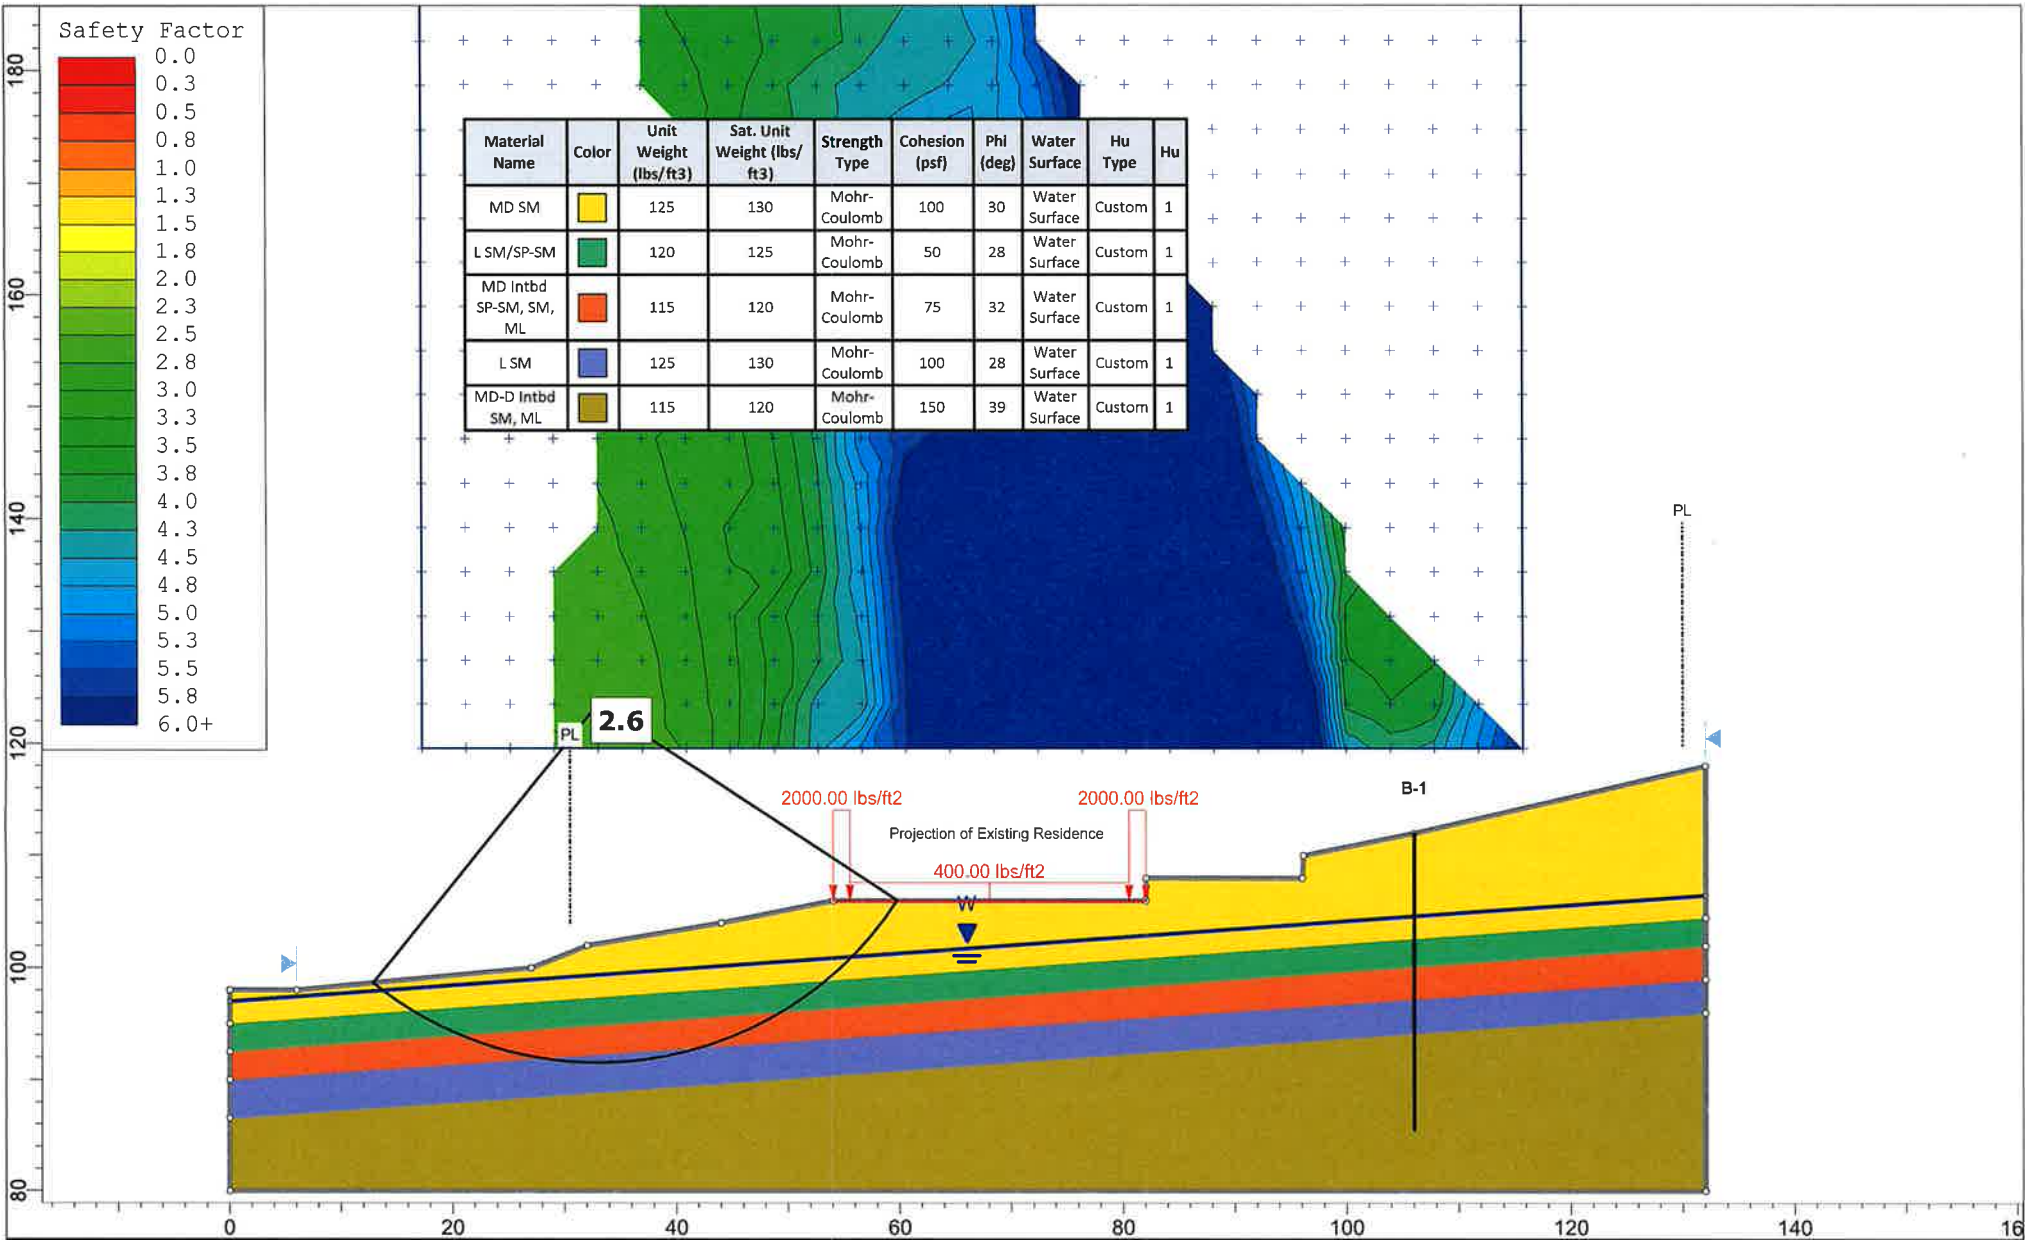 Safety Factor
0.0
0.3
0.5
0.8
1.0
1.3
1.5
1.8
2.0
2.3
2.5
2.8
3.0
3.3
3.5
3.8
4.0
4.3
4.5
4.8
5.0
5.3
5.5
5.8
6.0+
Material Name Color Unit Weight (lbs/ft3) Sat. Unit Weight (lbs/ft3) Strength Type Cohesion (psf) Phi (deg) Water Surface Hu Type Hu
MD SM 125 130 Mohr-Coulomb 100 30 Water Surface Custom 1
L SM/SP-SM 120 125 Mohr-Coulomb 50 28 Water Surface Custom 1
MD Intbd SP-SM, SM, ML 115 120 Mohr-Coulomb 75 32 Water Surface Custom 1
L SM 125 130 Mohr-Coulomb 100 28 Water Surface Custom 1
MD-D Intbd SM, ML 115 120 Mohr-Coulomb 150 39 Water Surface Custom 1
PL
2.6
PL
2000.00 lbs/ft2
2000.00 lbs/ft2
B-1
Projection of Existing Residence
400.00 lbs/ft2
W
180
160
140
120
100
80
0 20 40 60 80 100 120 140 16